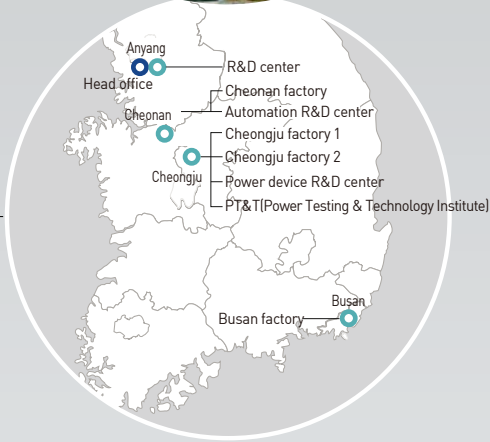 Anyang
R&D center
Head office
Cheonan factory
Cheonan
Automation R&D center
Cheongju factory 1
Cheongju factory 2
Cheongju
Power device R&D center
PT&T(Power Testing & Technology Institute)
Busan
Busan factory